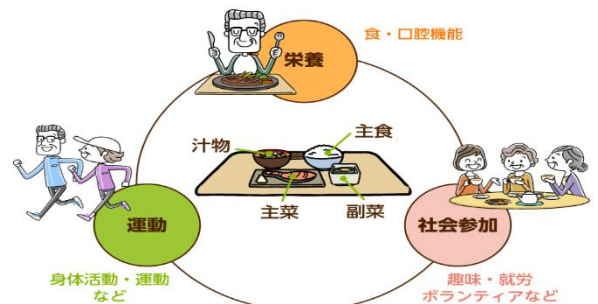 食・口腔機能
栄養
汁物
主食
主菜
副菜
運動
社会参加
身体活動・運動
など
趣味・就労
ボランティアなど